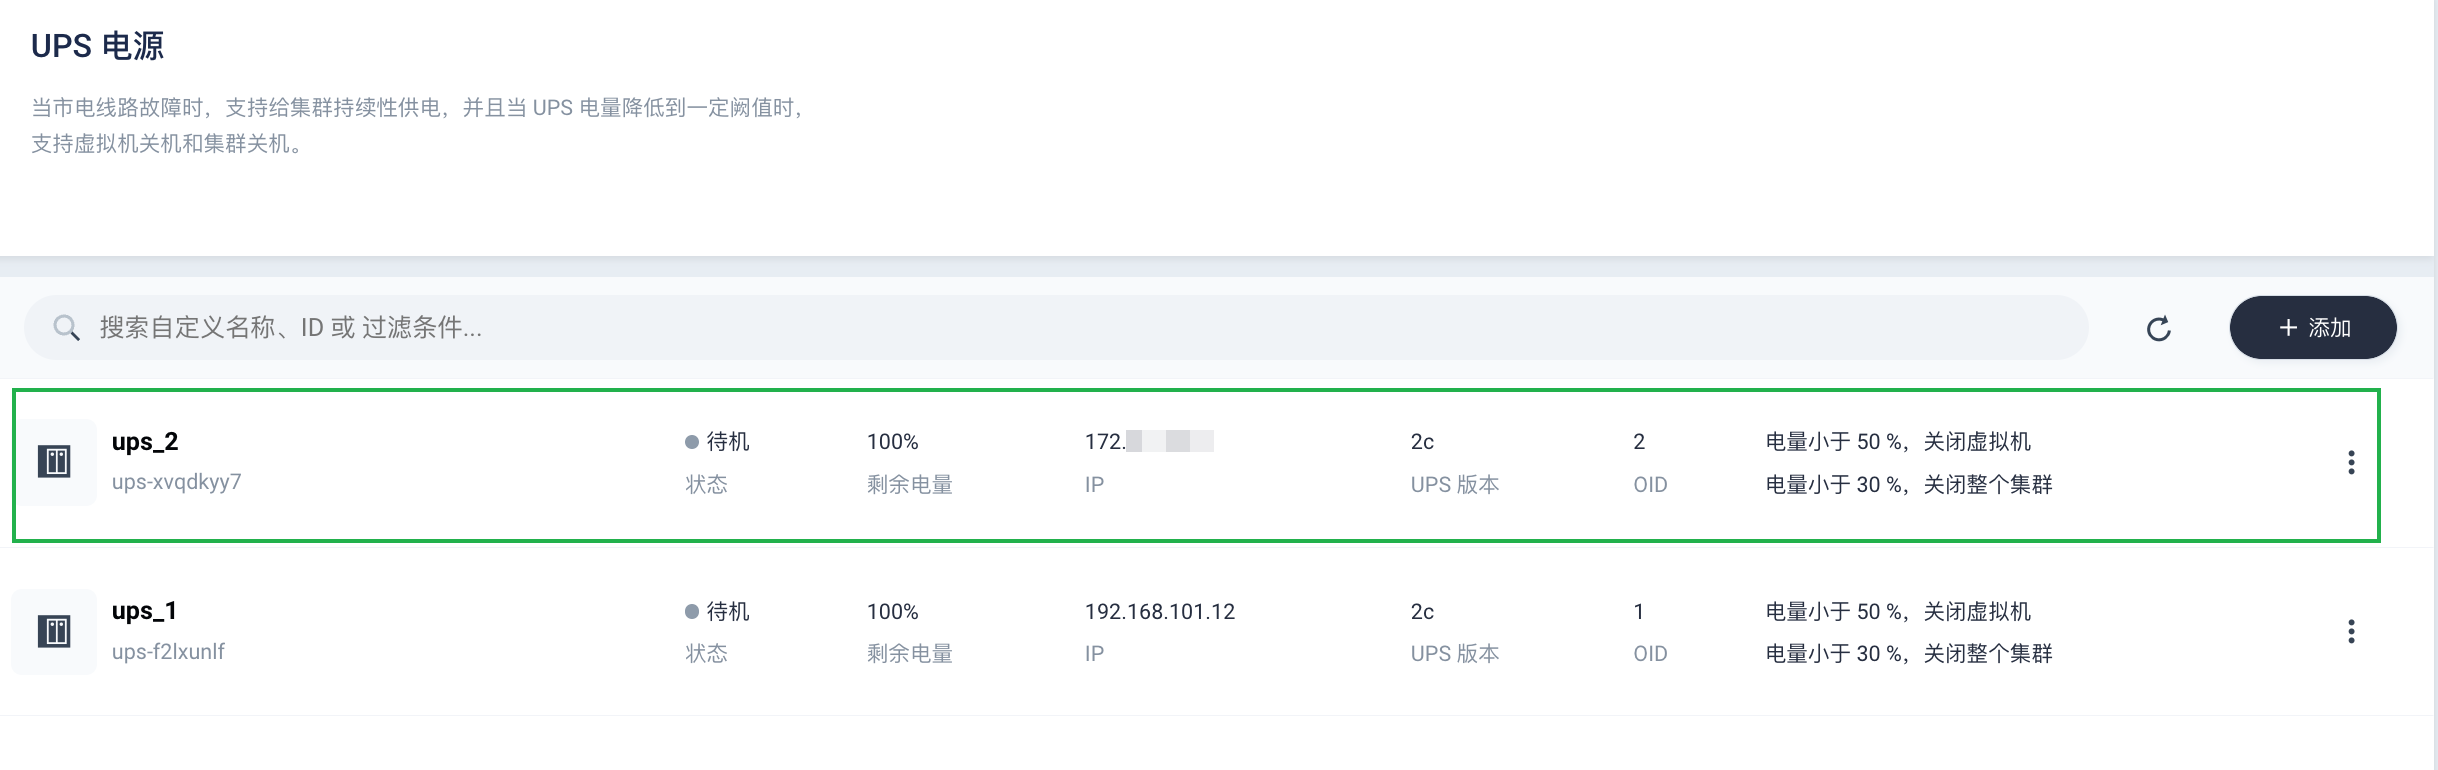 UPS 电源
当市电线路故障时，支持给集群持续性供电，并且当 UPS 电量降低到一定阙值时，
支持虚拟机关机和集群关机。
搜索自定义名称、ID 或 过滤条件...
+ 添加
ups_2
ups-xvqdkyy7
待机
状态
100%
剩余电量
172.
IP
2c
UPS 版本
2
OID
电量小于 50 %，关闭虚拟机
电量小于 30 %，关闭整个集群
ups_1
ups-f2lxunlf
待机
状态
100%
剩余电量
192.168.101.12
IP
2c
UPS 版本
1
OID
电量小于 50 %，关闭虚拟机
电量小于 30 %，关闭整个集群